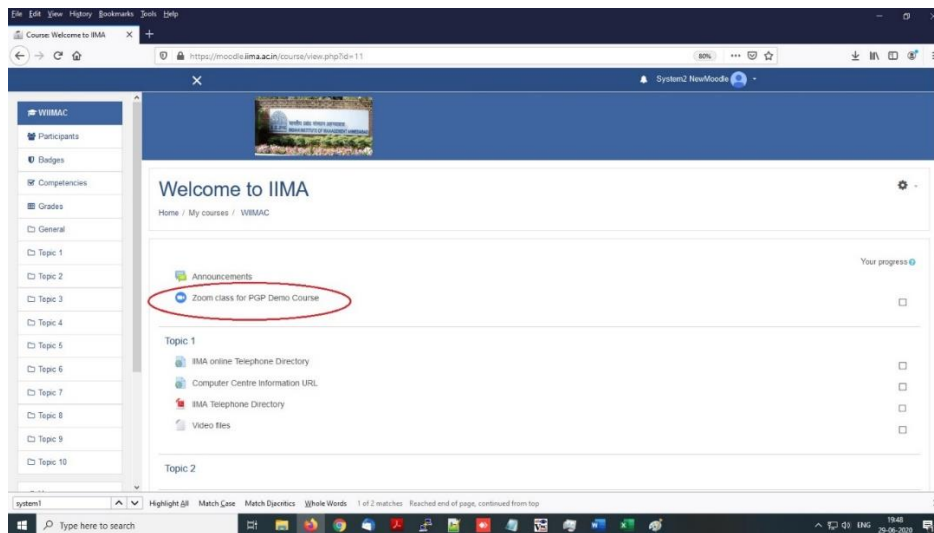 File Edit View History Bookmarks Tools Help
Course: Welcome to IIMA
https://moodle.iima.ac.in/course/view.php?id=11
80%
System2 NewMoodle
WIIMAC
Participants
Badges
Competencies
Grades
General
Topic 1
Topic 2
Topic 3
Topic 4
Topic 5
Topic 6
Topic 7
Topic 8
Topic 9
Topic 10
INDIAN INSTITUTE OF MANAGEMENT AHMEDABAD
Welcome to IIMA
Home / My courses / WIIMAC
Your progress
Announcements
Zoom class for PGP Demo Course
Topic 1
IIMA online Telephone Directory
Computer Centre Information URL
IIMA Telephone Directory
Video files
Topic 2
system1
Highlight All Match Case Match Diacritics Whole Words 1 of 2 matches Reached end of page, continued from top
Type here to search
ENG
19:48
29-06-2020